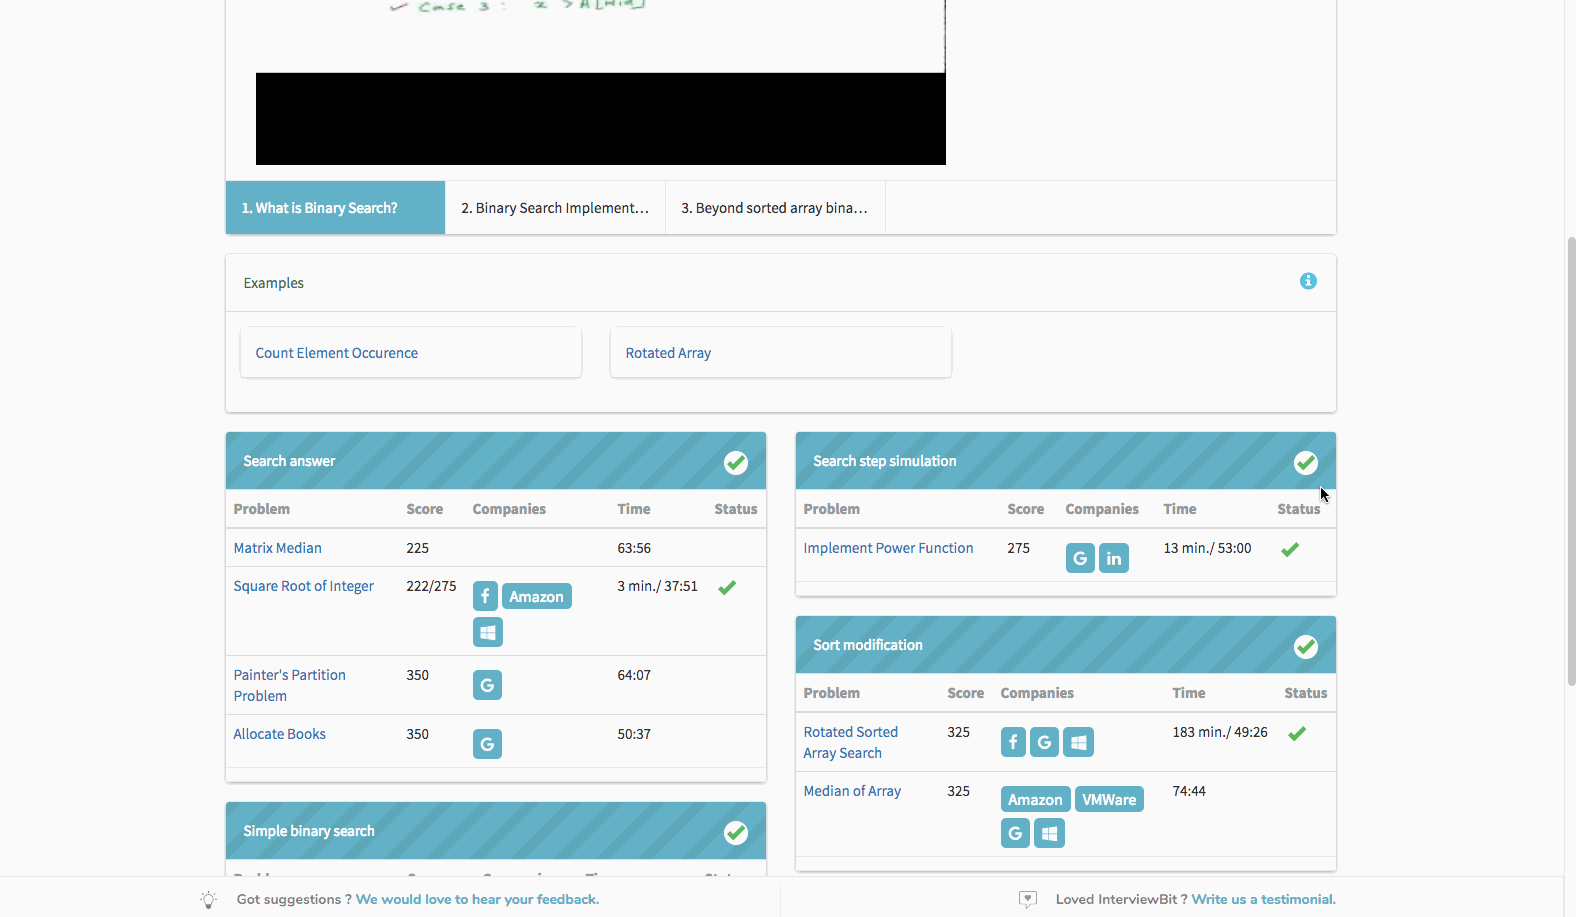 Case 3 : x > A[mid]
1. What is Binary Search?
2. Binary Search Implement...
3. Beyond sorted array bina...
Examples
Count Element Occurence
Rotated Array
Search answer
Problem Score Companies Time Status
Matrix Median 225 63:56
Square Root of Integer 222/275 f Amazon 3 min./ 37:51
Painter's Partition
Problem 350 G 64:07
Allocate Books 350 G 50:37
Simple binary search
Search step simulation
Problem Score Companies Time Status
Implement Power Function 275 G in 13 min./ 53:00
Sort modification
Problem Score Companies Time Status
Rotated Sorted
Array Search 325 f G 183 min./ 49:26
Median of Array 325 Amazon VMWare 74:44
G
Got suggestions ? We would love to hear your feedback.
Loved InterviewBit ? Write us a testimonial.